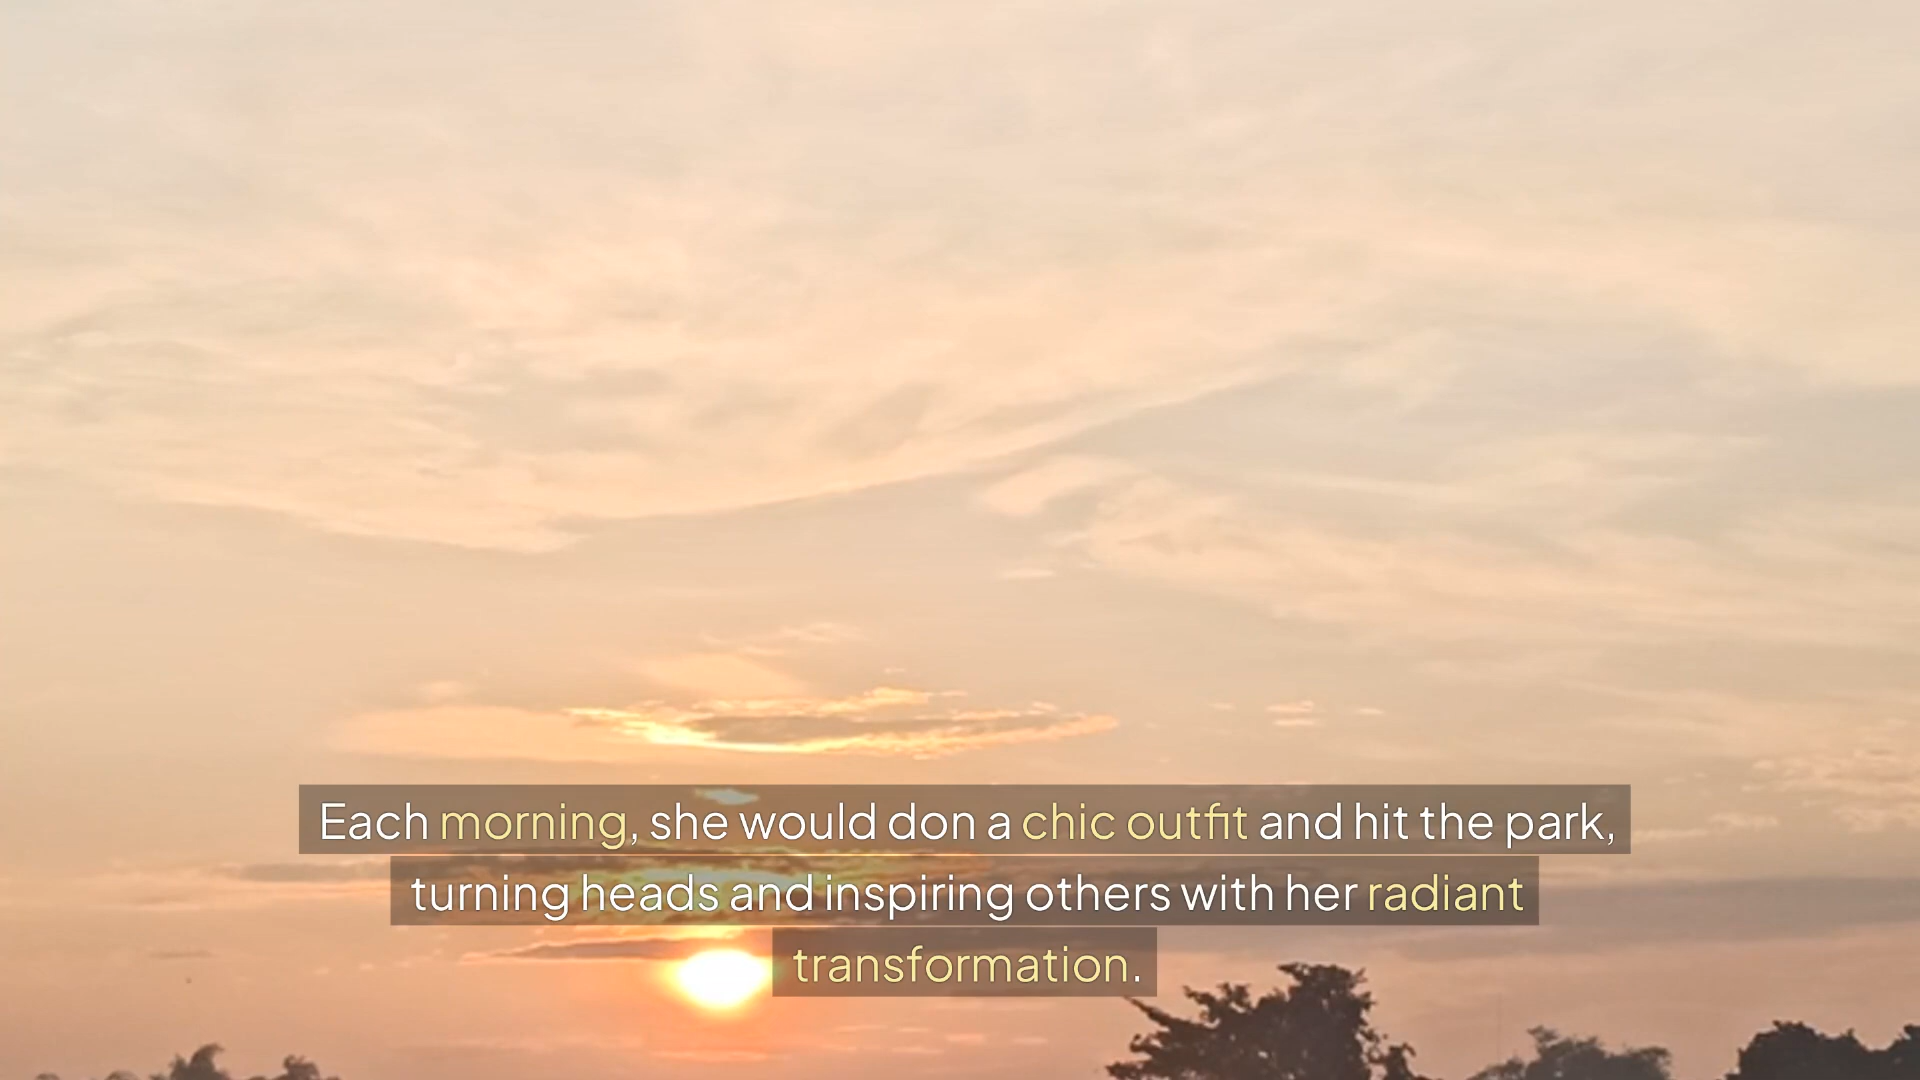 Each morning, she would don a chic outfit and hit the park,
turning heads and inspiring others with her radiant
transformation.